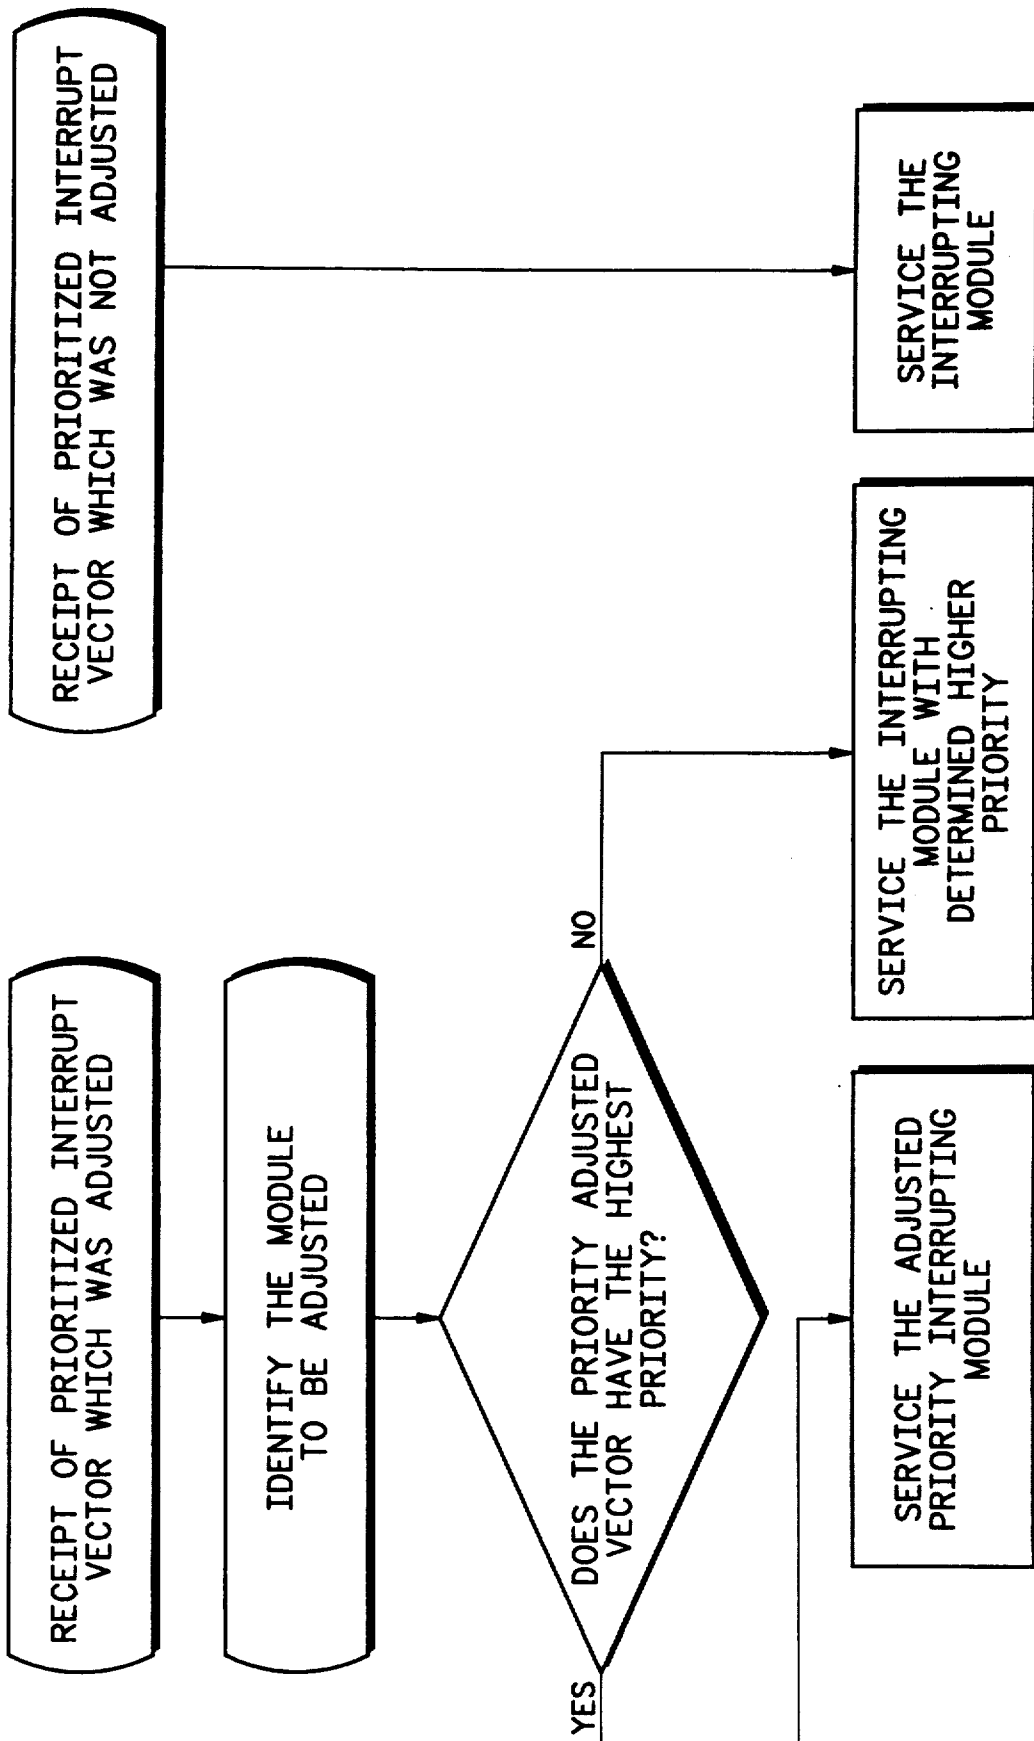 RECEIPT OF PRIORITIZED INTERRUPT
VECTOR WHICH WAS ADJUSTED
RECEIPT OF PRIORITIZED INTERRUPT
VECTOR WHICH WAS NOT ADJUSTED
IDENTIFY THE MODULE
TO BE ADJUSTED
DOES THE PRIORITY ADJUSTED
VECTOR HAVE THE HIGHEST
PRIORITY?
YES
NO
SERVICE THE ADJUSTED
PRIORITY INTERRUPTING
MODULE
SERVICE THE INTERRUPTING
MODULE WITH
DETERMINED HIGHER
PRIORITY
SERVICE THE
INTERRUPTING
MODULE